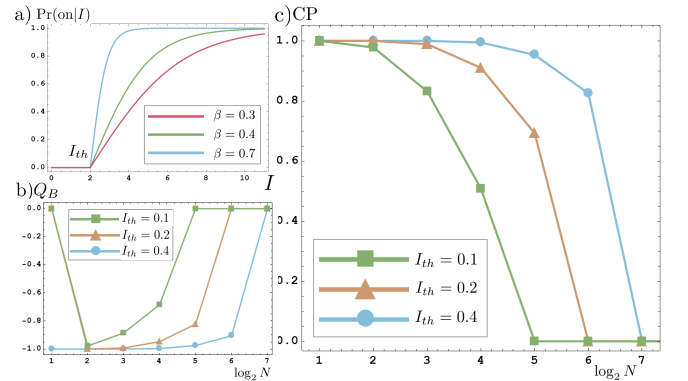 a) Pr(on|I)
1.0
0.8
0.6
0.4
0.2
0.0
I_th
0 2 4 6 8 10
I
β = 0.3
β = 0.4
β = 0.7
b) Q_B
0.0
-0.2
-0.4
-0.6
-0.8
-1.0
I_th = 0.1
I_th = 0.2
I_th = 0.4
1 2 3 4 5 6 7
log₂ N
c) CP
1.0
0.8
0.6
0.4
0.2
0.0
I_th = 0.1
I_th = 0.2
I_th = 0.4
1 2 3 4 5 6 7
log₂ N